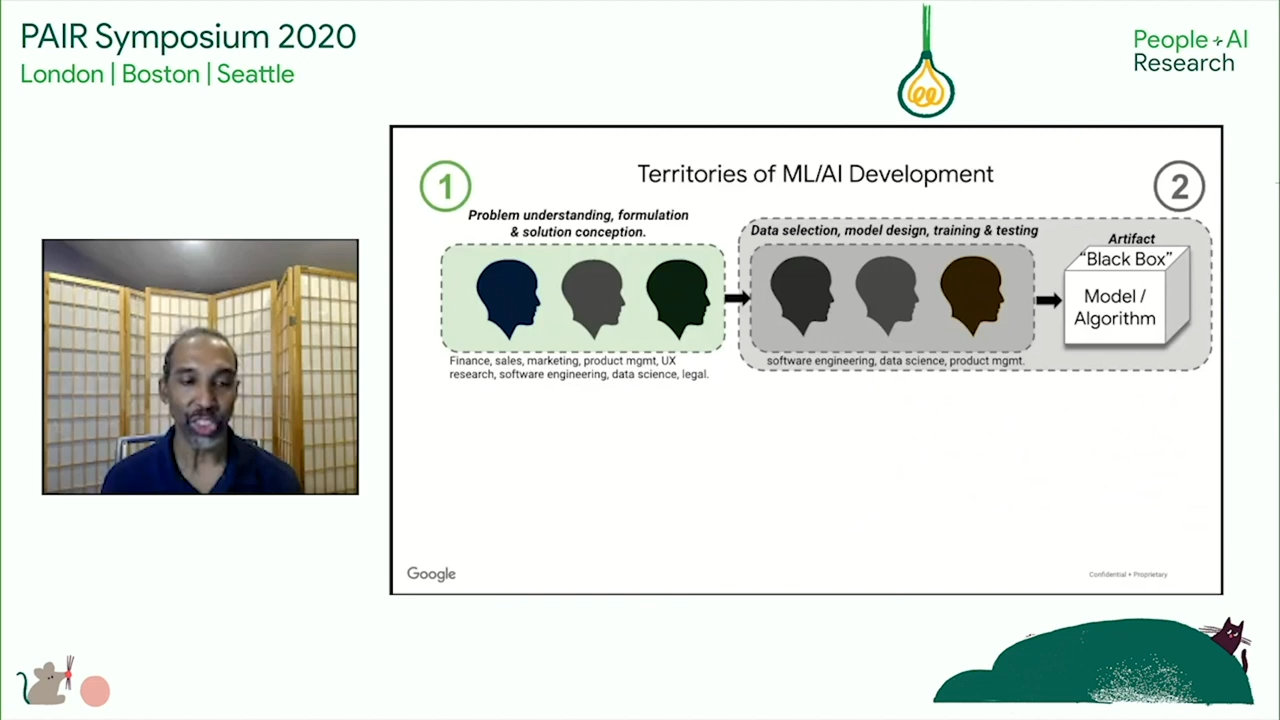 PAIR Symposium 2020
London | Boston | Seattle
People + AI
Research
Territories of ML/AI Development
1
2
Problem understanding, formulation
& solution conception.
Data selection, model design, training & testing
Artifact
"Black Box"
Model /
Algorithm
Finance, sales, marketing, product mgmt, UX
research, software engineering, data science, legal.
software engineering, data science, product mgmt.
Google
Confidential + Proprietary